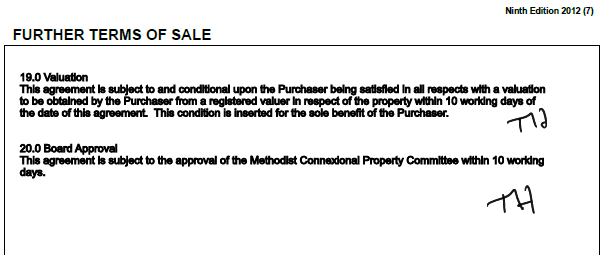 Ninth Edition 2012 (7)
FURTHER TERMS OF SALE
19.0 Valuation
This agreement is subject to and conditional upon the Purchaser being satisfied in all respects with a valuation
to be obtained by the Purchaser from a registered valuer in respect of the property within 10 working days of
the date of this agreement. This condition is inserted for the sole benefit of the Purchaser.
20.0 Board Approval
This agreement is subject to the approval of the Methodist Connexional Property Committee within 10 working
days.
TH